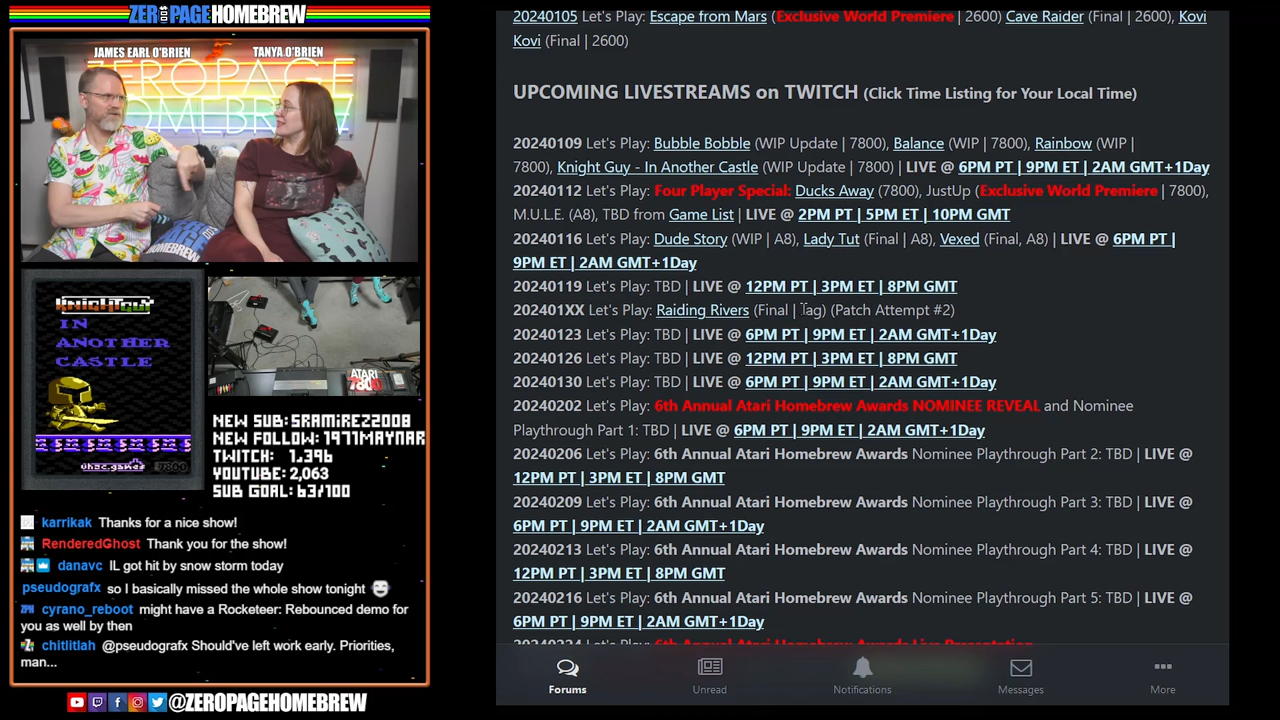 ZEROPAGEHOMEBREW
JAMES EARL O'BRIEN
TANYA O'BRIEN
ZEROPAGE
HOMEBREW
KNIGHTGUY
IN
ANOTHER
CASTLE
vhzc.games
7800
ATARI
7800
NEW SUB: SRAMIREZ2008
NEW FOLLOW: 1977MAYNAR
TWITCH: 1,396
YOUTUBE: 2,063
SUB GOAL: 63/100
karrikak Thanks for a nice show!
RenderedGhost Thank you for the show!
danavc IL got hit by snow storm today
pseudografx so I basically missed the whole show tonight
cyrano_reboot might have a Rocketeer: Rebounced demo for
you as well by then
chitlitlah @pseudografx Should've left work early. Priorities,
man...
@ZEROPAGEHOMEBREW
20240105 Let's Play: Escape from Mars (Exclusive World Premiere | 2600) Cave Raider (Final | 2600), Kovi
Kovi (Final | 2600)
UPCOMING LIVESTREAMS on TWITCH (Click Time Listing for Your Local Time)
20240109 Let's Play: Bubble Bobble (WIP Update | 7800), Balance (WIP | 7800), Rainbow (WIP |
7800), Knight Guy - In Another Castle (WIP Update | 7800) | LIVE @ 6PM PT | 9PM ET | 2AM GMT+1Day
20240112 Let's Play: Four Player Special: Ducks Away (7800), JustUp (Exclusive World Premiere | 7800),
M.U.L.E. (A8), TBD from Game List | LIVE @ 2PM PT | 5PM ET | 10PM GMT
20240116 Let's Play: Dude Story (WIP | A8), Lady Tut (Final | A8), Vexed (Final, A8) | LIVE @ 6PM PT |
9PM ET | 2AM GMT+1Day
20240119 Let's Play: TBD | LIVE @ 12PM PT | 3PM ET | 8PM GMT
202401XX Let's Play: Raiding Rivers (Final | Jag) (Patch Attempt #2)
20240123 Let's Play: TBD | LIVE @ 6PM PT | 9PM ET | 2AM GMT+1Day
20240126 Let's Play: TBD | LIVE @ 12PM PT | 3PM ET | 8PM GMT
20240130 Let's Play: TBD | LIVE @ 6PM PT | 9PM ET | 2AM GMT+1Day
20240202 Let's Play: 6th Annual Atari Homebrew Awards NOMINEE REVEAL and Nominee
Playthrough Part 1: TBD | LIVE @ 6PM PT | 9PM ET | 2AM GMT+1Day
20240206 Let's Play: 6th Annual Atari Homebrew Awards Nominee Playthrough Part 2: TBD | LIVE @
12PM PT | 3PM ET | 8PM GMT
20240209 Let's Play: 6th Annual Atari Homebrew Awards Nominee Playthrough Part 3: TBD | LIVE @
6PM PT | 9PM ET | 2AM GMT+1Day
20240213 Let's Play: 6th Annual Atari Homebrew Awards Nominee Playthrough Part 4: TBD | LIVE @
12PM PT | 3PM ET | 8PM GMT
20240216 Let's Play: 6th Annual Atari Homebrew Awards Nominee Playthrough Part 5: TBD | LIVE @
6PM PT | 9PM ET | 2AM GMT+1Day
20240224 Let's Play: 6th Annual Atari Homebrew Awards Live Presentation
Forums
Unread
Notifications
Messages
More